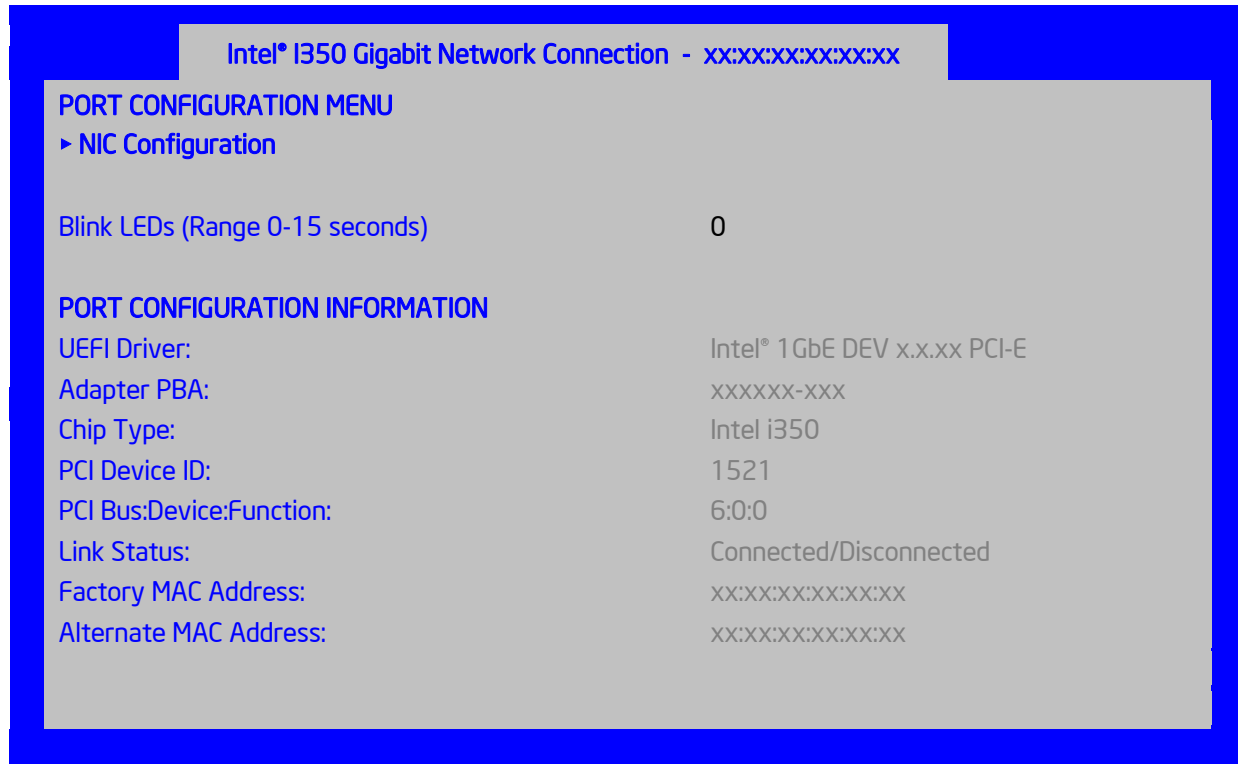 Intel® I350 Gigabit Network Connection - xx:xx:xx:xx:xx:xx
PORT CONFIGURATION MENU
► NIC Configuration
Blink LEDs (Range 0-15 seconds) 0
PORT CONFIGURATION INFORMATION
UEFI Driver: Intel® 1GbE DEV x.x.xx PCI-E
Adapter PBA: xxxxxx-xxx
Chip Type: Intel i350
PCI Device ID: 1521
PCI Bus:Device:Function: 6:0:0
Link Status: Connected/Disconnected
Factory MAC Address: xx:xx:xx:xx:xx:xx
Alternate MAC Address: xx:xx:xx:xx:xx:xx